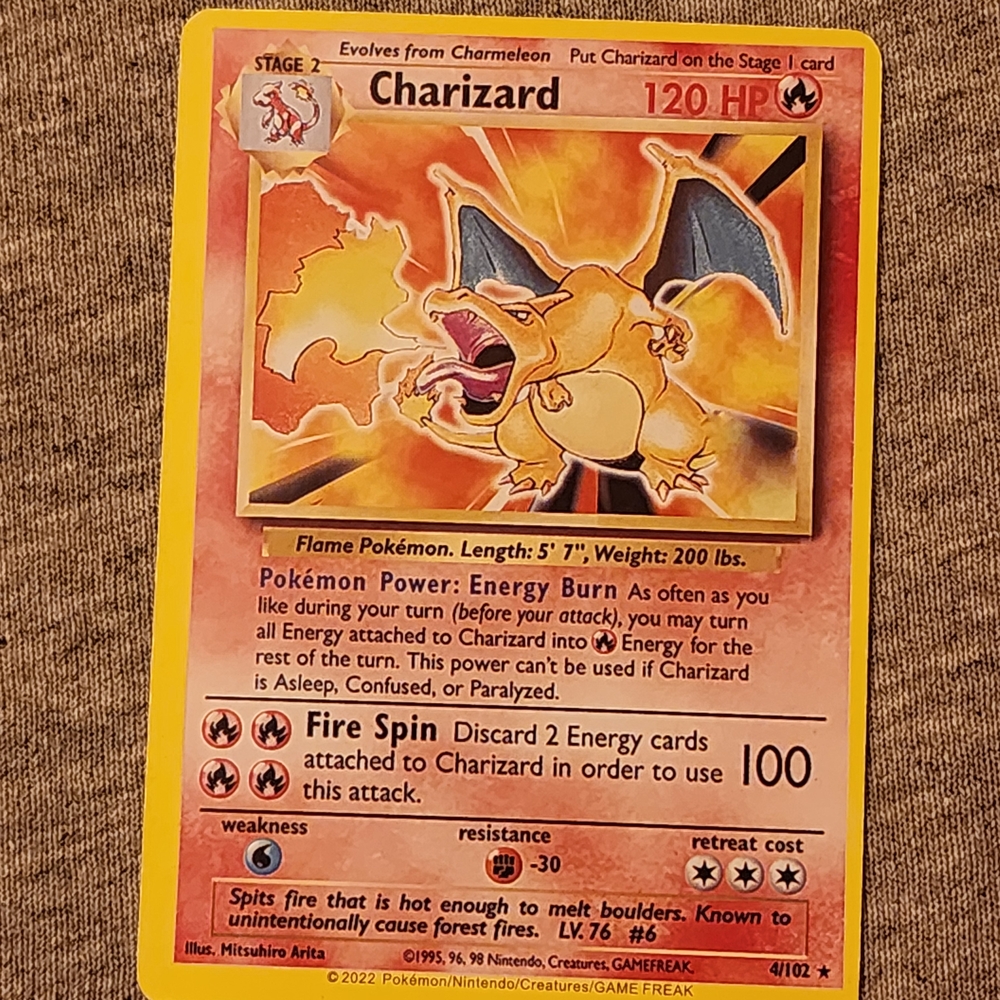 Evolves from Charmeleon Put Charizard on the Stage 1 card
STAGE 2
Charizard 120 HP
Flame Pokémon. Length: 5' 7", Weight: 200 lbs.
Pokémon Power: Energy Burn As often as you
like during your turn (before your attack), you may turn
all Energy attached to Charizard into Energy for the
rest of the turn. This power can't be used if Charizard
is Asleep, Confused, or Paralyzed.
Fire Spin Discard 2 Energy cards
attached to Charizard in order to use 100
this attack.
weakness resistance retreat cost
-30
Spits fire that is hot enough to melt boulders. Known to
unintentionally cause forest fires. LV. 76 #6
Illus. Mitsuhiro Arita ©1995, 96, 98 Nintendo, Creatures, GAMEFREAK. 4/102 ★
©2022 Pokémon/Nintendo/Creatures/GAME FREAK